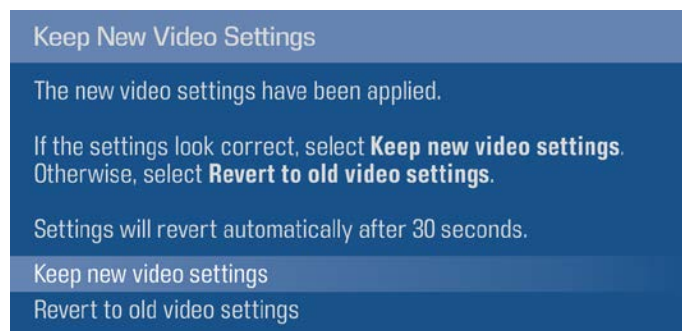 Keep New Video Settings
The new video settings have been applied.
If the settings look correct, select Keep new video settings.
Otherwise, select Revert to old video settings.
Settings will revert automatically after 30 seconds.
Keep new video settings
Revert to old video settings